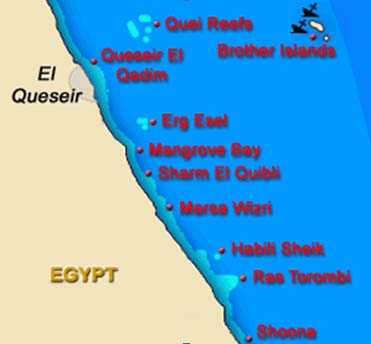 Quei Reefs
Brother Islands
Queseir El
Qadim
El
Queseir
Erg Esel
Mangrove Bay
Sharm El Quibli
Marsa Wizri
Habili Sheik
EGYPT
Ras Torombi
Shoona